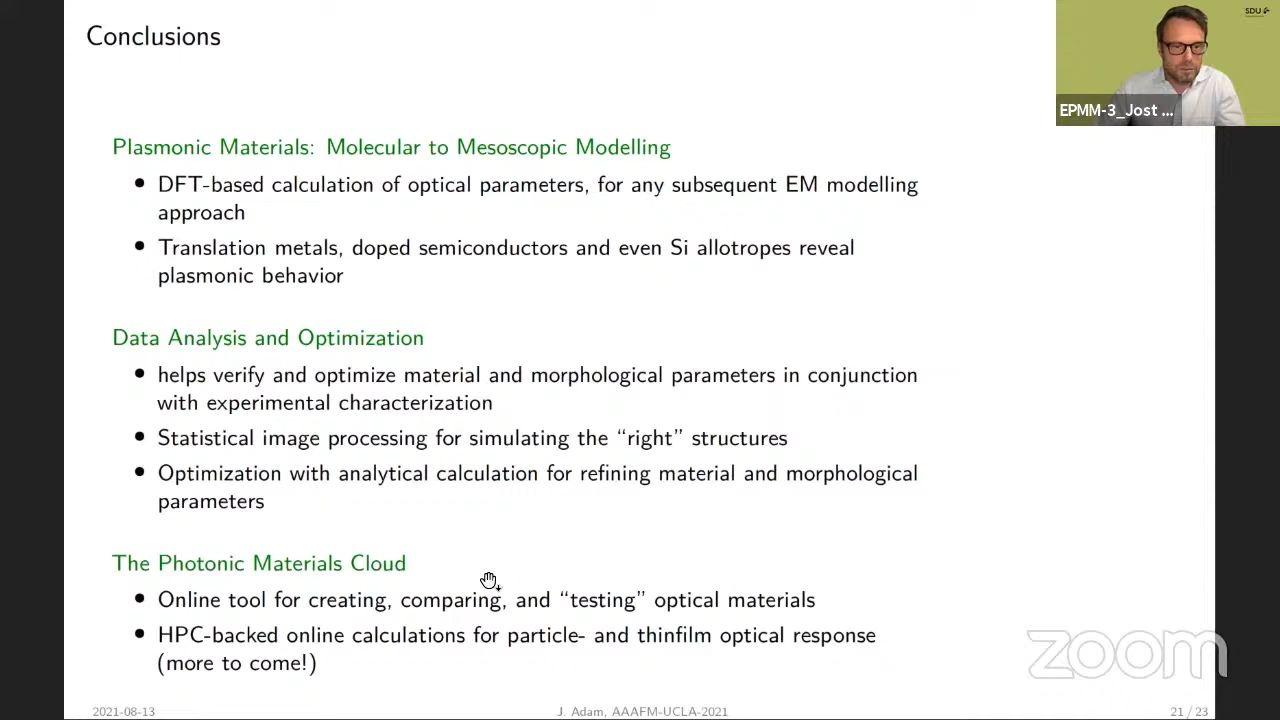 Conclusions
SDU
EPMM-3_Jost ...
Plasmonic Materials: Molecular to Mesoscopic Modelling
• DFT-based calculation of optical parameters, for any subsequent EM modelling
approach
• Translation metals, doped semiconductors and even Si allotropes reveal
plasmonic behavior
Data Analysis and Optimization
• helps verify and optimize material and morphological parameters in conjunction
with experimental characterization
• Statistical image processing for simulating the “right” structures
• Optimization with analytical calculation for refining material and morphological
parameters
The Photonic Materials Cloud
• Online tool for creating, comparing, and “testing” optical materials
• HPC-backed online calculations for particle- and thinfilm optical response
(more to come!)
zoom
2021-08-13 J. Adam, AAAFM-UCLA-2021 21 / 23